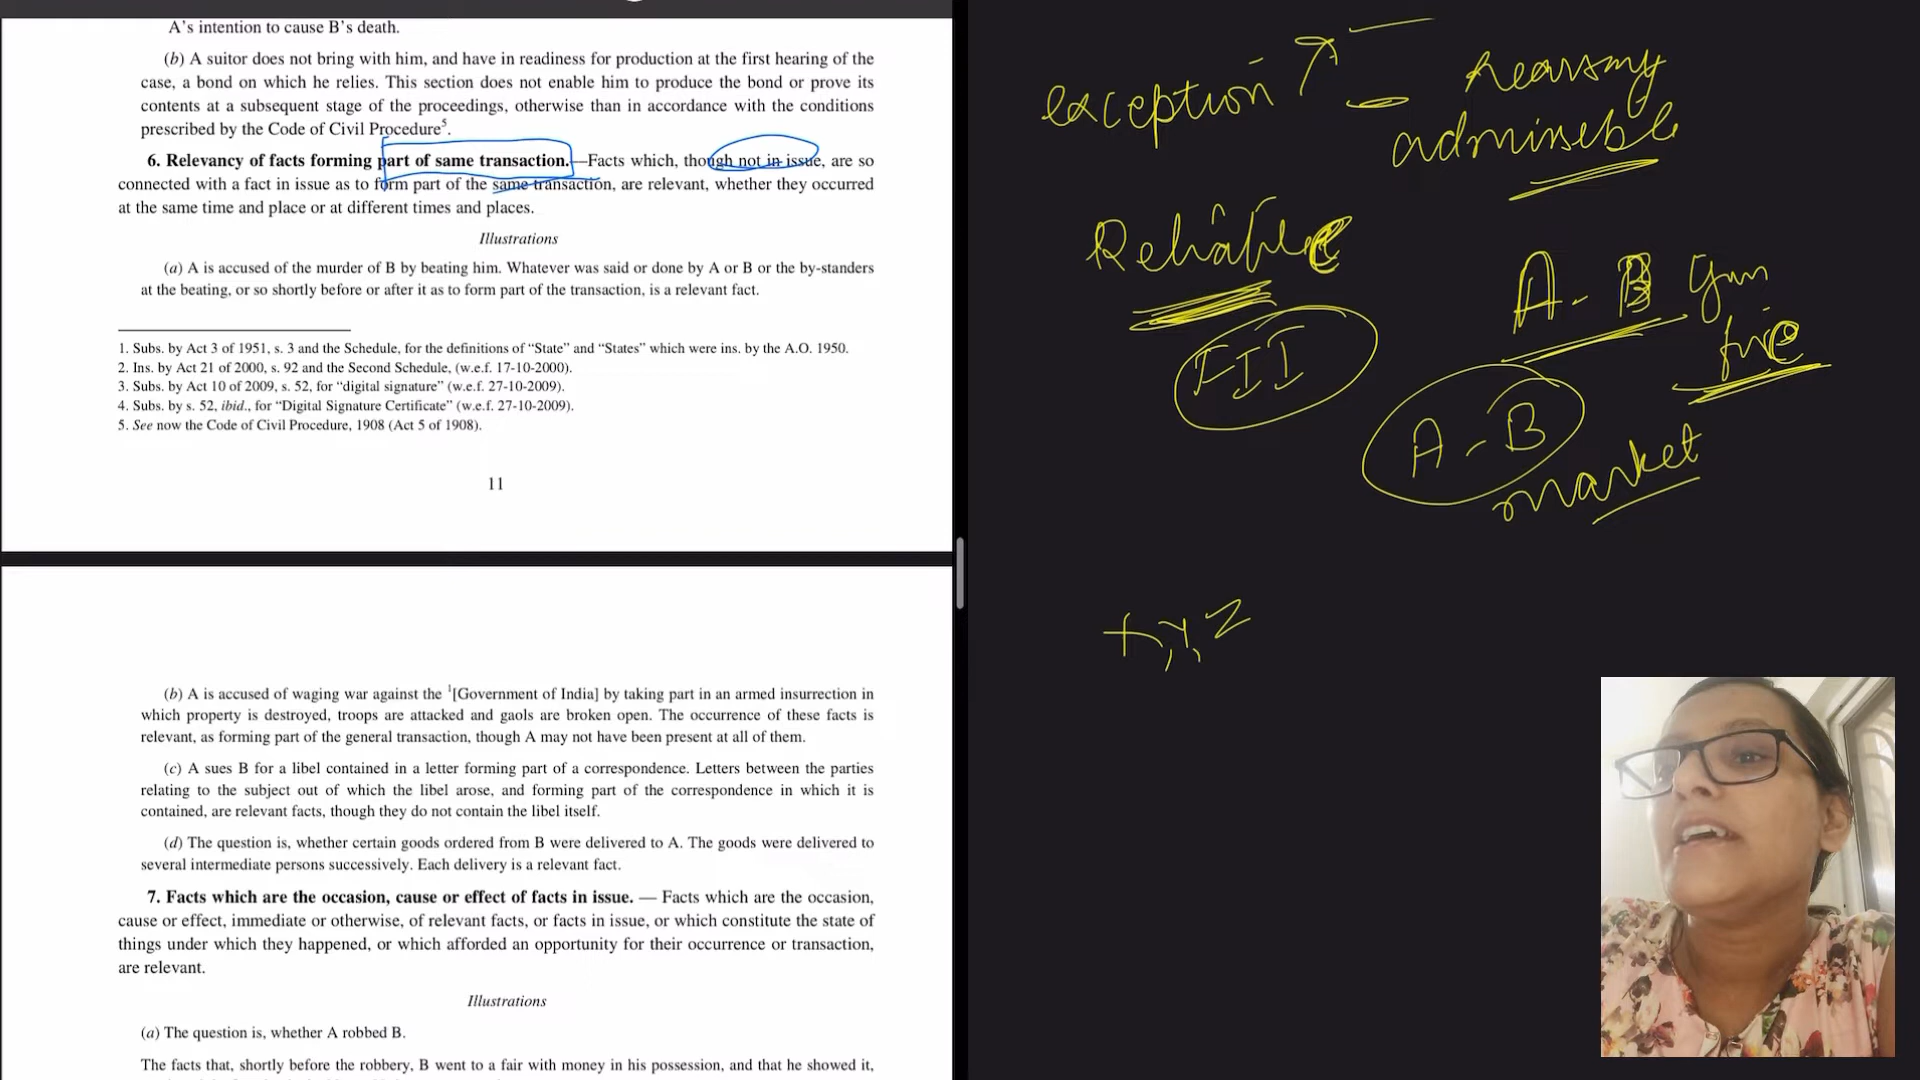 A’s intention to cause B’s death.
(b) A suitor does not bring with him, and have in readiness for production at the first hearing of the
case, a bond on which he relies. This section does not enable him to produce the bond or prove its
contents at a subsequent stage of the proceedings, otherwise than in accordance with the conditions
prescribed by the Code of Civil Procedure5.
6. Relevancy of facts forming part of same transaction.—Facts which, though not in issue, are so
connected with a fact in issue as to form part of the same transaction, are relevant, whether they occurred
at the same time and place or at different times and places.
Illustrations
(a) A is accused of the murder of B by beating him. Whatever was said or done by A or B or the by-standers
at the beating, or so shortly before or after it as to form part of the transaction, is a relevant fact.
1. Subs. by Act 3 of 1951, s. 3 and the Schedule, for the definitions of “State” and “States” which were ins. by the A.O. 1950.
2. Ins. by Act 21 of 2000, s. 92 and the Second Schedule, (w.e.f. 17-10-2000).
3. Subs. by Act 10 of 2009, s. 52, for “digital signature” (w.e.f. 27-10-2009).
4. Subs. by s. 52, ibid., for “Digital Signature Certificate” (w.e.f. 27-10-2009).
5. See now the Code of Civil Procedure, 1908 (Act 5 of 1908).
11
(b) A is accused of waging war against the 1[Government of India] by taking part in an armed insurrection in
which property is destroyed, troops are attacked and gaols are broken open. The occurrence of these facts is
relevant, as forming part of the general transaction, though A may not have been present at all of them.
(c) A sues B for a libel contained in a letter forming part of a correspondence. Letters between the parties
relating to the subject out of which the libel arose, and forming part of the correspondence in which it is
contained, are relevant facts, though they do not contain the libel itself.
(d) The question is, whether certain goods ordered from B were delivered to A. The goods were delivered to
several intermediate persons successively. Each delivery is a relevant fact.
7. Facts which are the occasion, cause or effect of facts in issue. — Facts which are the occasion,
cause or effect, immediate or otherwise, of relevant facts, or facts in issue, or which constitute the state of
things under which they happened, or which afforded an opportunity for their occurrence or transaction,
are relevant.
Illustrations
(a) The question is, whether A robbed B.
The facts that, shortly before the robbery, B went to a fair with money in his possession, and that he showed it,
exception
admissible
Reliable
A - B gun
fire
FII
A - B
market
x, y, z